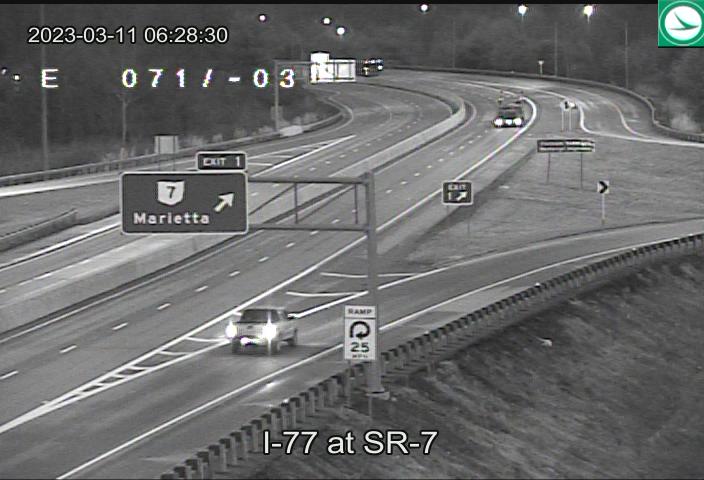 2023-03-11 06:28:30
E 071/-03
EXIT 1
7
Marietta
EXIT
1
RAMP
25
MPH
I-77 at SR-7